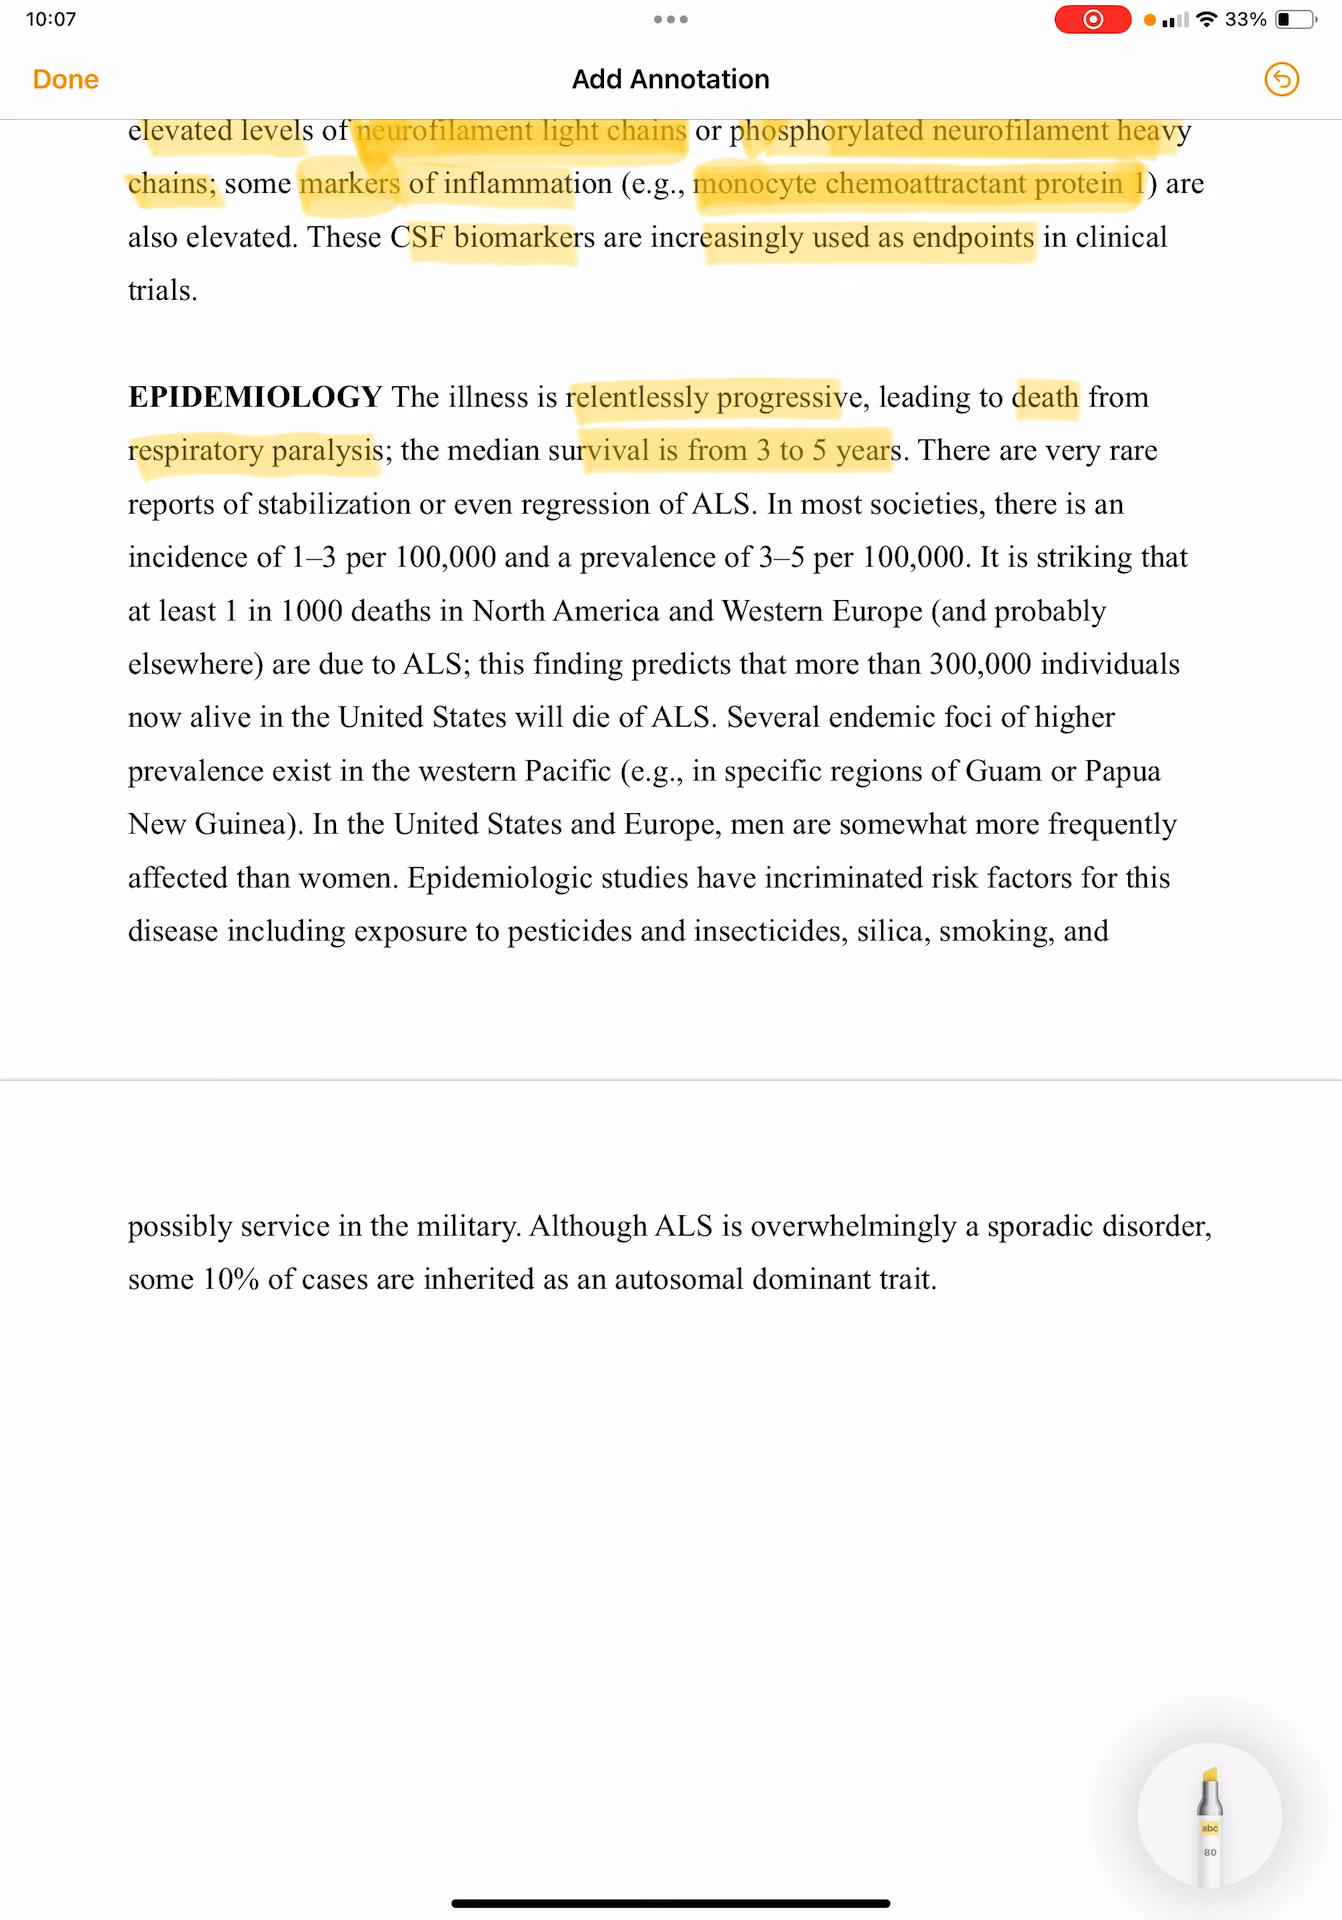 10:07
33%
Done
Add Annotation
elevated levels of neurofilament light chains or phosphorylated neurofilament heavy
chains; some markers of inflammation (e.g., monocyte chemoattractant protein 1) are
also elevated. These CSF biomarkers are increasingly used as endpoints in clinical
trials.
EPIDEMIOLOGY The illness is relentlessly progressive, leading to death from
respiratory paralysis; the median survival is from 3 to 5 years. There are very rare
reports of stabilization or even regression of ALS. In most societies, there is an
incidence of 1–3 per 100,000 and a prevalence of 3–5 per 100,000. It is striking that
at least 1 in 1000 deaths in North America and Western Europe (and probably
elsewhere) are due to ALS; this finding predicts that more than 300,000 individuals
now alive in the United States will die of ALS. Several endemic foci of higher
prevalence exist in the western Pacific (e.g., in specific regions of Guam or Papua
New Guinea). In the United States and Europe, men are somewhat more frequently
affected than women. Epidemiologic studies have incriminated risk factors for this
disease including exposure to pesticides and insecticides, silica, smoking, and
possibly service in the military. Although ALS is overwhelmingly a sporadic disorder,
some 10% of cases are inherited as an autosomal dominant trait.
abc
80